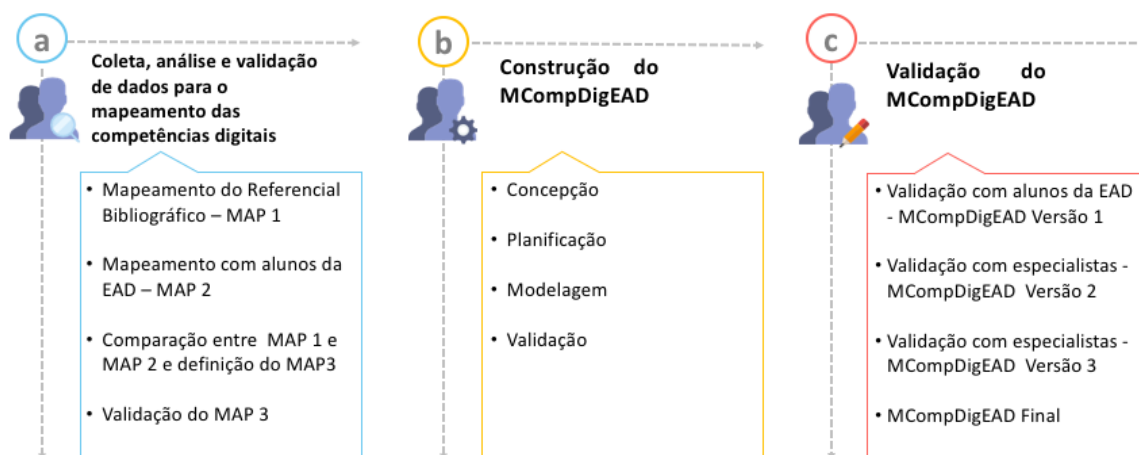 a
Coleta, análise e validação
de dados para o
mapeamento das
competências digitais
• Mapeamento do Referencial
Bibliográfico – MAP 1
• Mapeamento com alunos da
EAD – MAP 2
• Comparação entre MAP 1 e
MAP 2 e definição do MAP3
• Validação do MAP 3
b
Construção do
MCompDigEAD
• Concepção
• Planificação
• Modelagem
• Validação
c
Validação do
MCompDigEAD
• Validação com alunos da EAD
- MCompDigEAD Versão 1
• Validação com especialistas -
MCompDigEAD Versão 2
• Validação com especialistas -
MCompDigEAD Versão 3
• MCompDigEAD Final